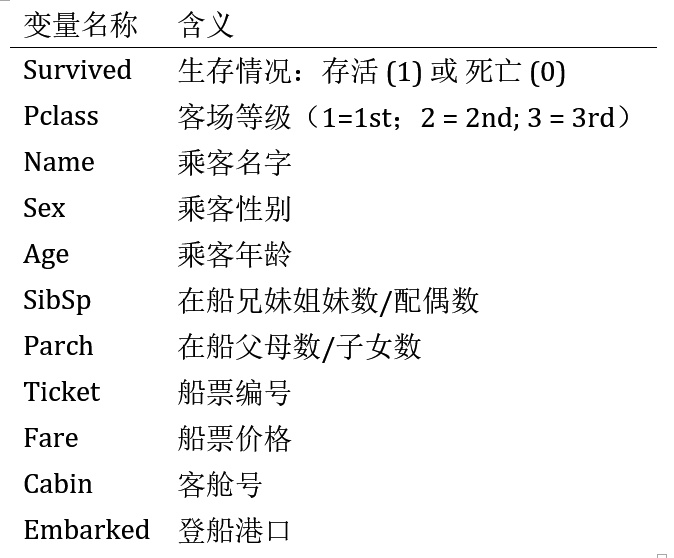 变量名称 含义
Survived 生存情况：存活 (1) 或 死亡 (0)
Pclass 客场等级（1=1st；2 = 2nd; 3 = 3rd）
Name 乘客名字
Sex 乘客性别
Age 乘客年龄
SibSp 在船兄妹姐妹数/配偶数
Parch 在船父母数/子女数
Ticket 船票编号
Fare 船票价格
Cabin 客舱号
Embarked 登船港口